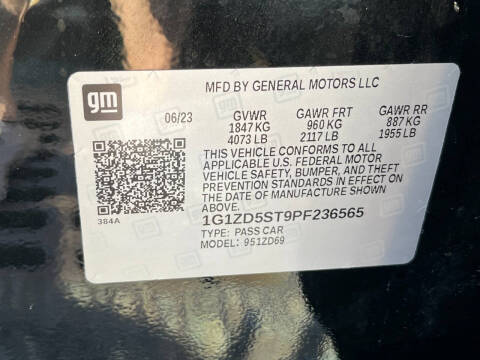 gm
MFD BY GENERAL MOTORS LLC
06/23 GVWR GAWR FRT GAWR RR
1847 KG 960 KG 887 KG
4073 LB 2117 LB 1955 LB
THIS VEHICLE CONFORMS TO ALL
APPLICABLE U.S. FEDERAL MOTOR
VEHICLE SAFETY, BUMPER, AND THEFT
PREVENTION STANDARDS IN EFFECT ON
THE DATE OF MANUFACTURE SHOWN
ABOVE.
384A
1G1ZD5ST9PF236565
TYPE: PASS CAR
MODEL: 951ZD69